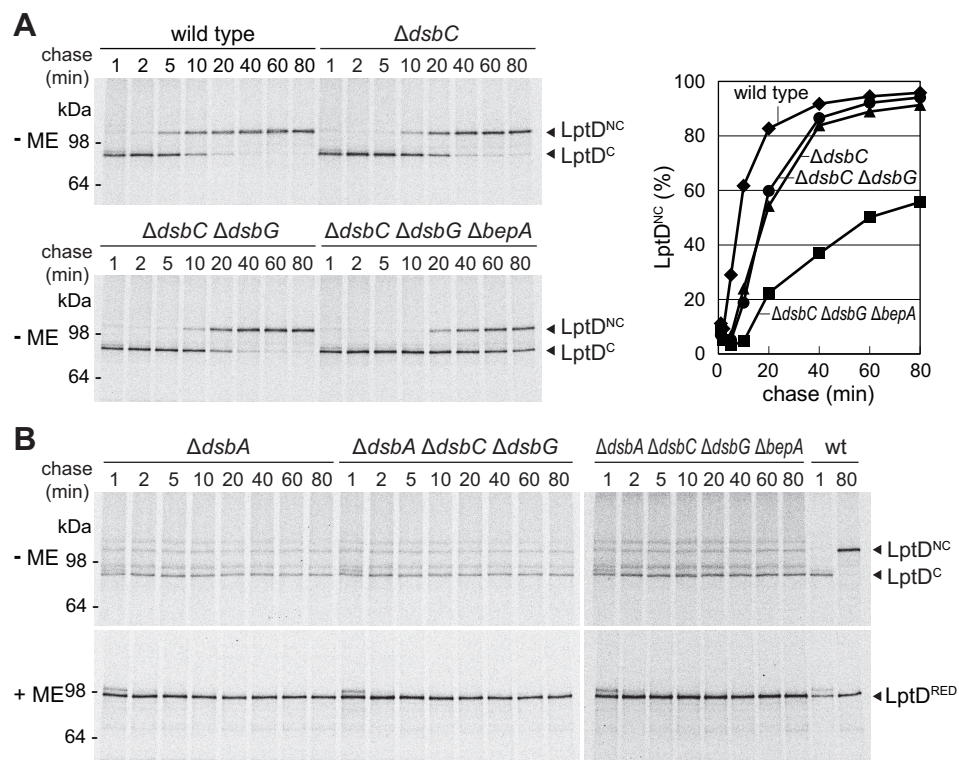 A
wild type ΔdsbC
chase (min) 1 2 5 10 20 40 60 80 1 2 5 10 20 40 60 80
kDa
- ME 98 - LptD^NC
LptD^C
64 -
ΔdsbC ΔdsbG ΔdsbC ΔdsbG ΔbepA
chase (min) 1 2 5 10 20 40 60 80 1 2 5 10 20 40 60 80
kDa
- ME 98 - LptD^NC
LptD^C
64 -
LptD^NC (%)
100
80
60
40
20
0
wild type
ΔdsbC
ΔdsbC ΔdsbG
ΔdsbC ΔdsbG ΔbepA
0 20 40 60 80
chase (min)
B
ΔdsbA ΔdsbA ΔdsbC ΔdsbG ΔdsbA ΔdsbC ΔdsbG ΔbepA wt
chase (min) 1 2 5 10 20 40 60 80 1 2 5 10 20 40 60 80 1 2 5 10 20 40 60 80 1 80
kDa
- ME 98 - LptD^NC
LptD^C
64 -
+ ME 98 - LptD^RED
64 -